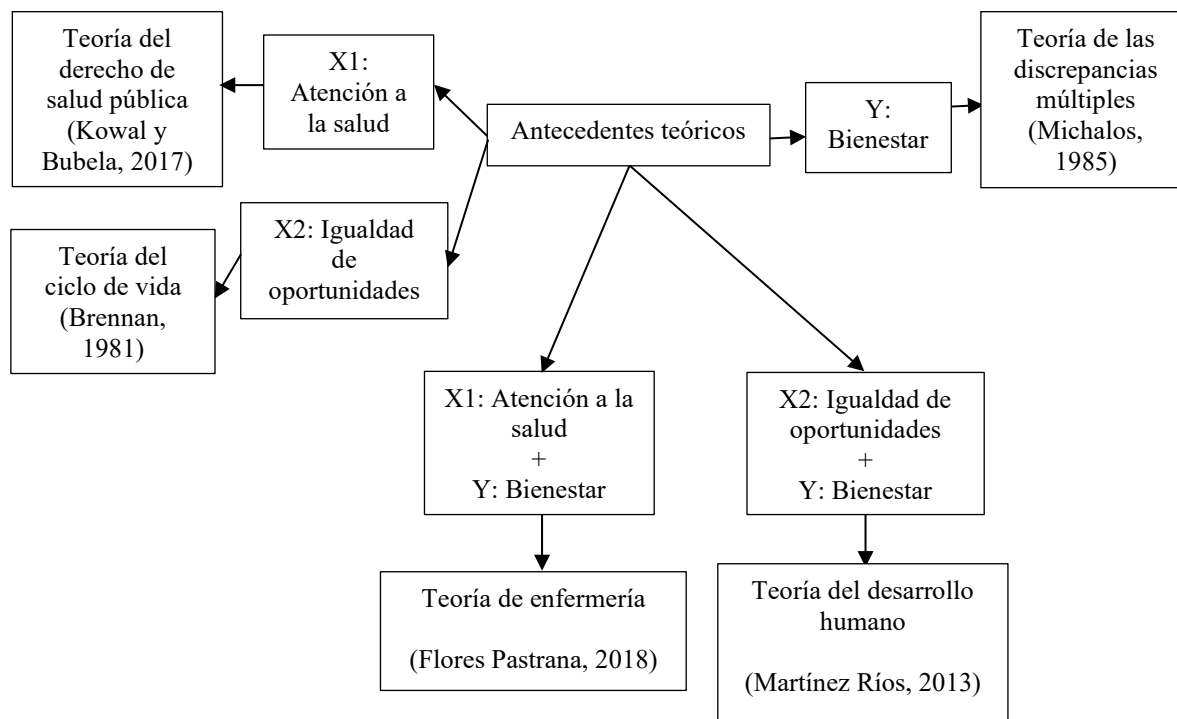 Teoría del
derecho de
salud pública
(Kowal y
Bubela, 2017)
X1:
Atención a
la salud
Antecedentes teóricos
Y:
Bienestar
Teoría de las
discrepancias
múltiples
(Michalos,
1985)
Teoría del
ciclo de vida
(Brennan,
1981)
X2: Igualdad
de
oportunidades
X1: Atención a la
salud
+
Y: Bienestar
X2: Igualdad de
oportunidades
+
Y: Bienestar
Teoría de enfermería
(Flores Pastrana, 2018)
Teoría del desarrollo
humano
(Martínez Ríos, 2013)